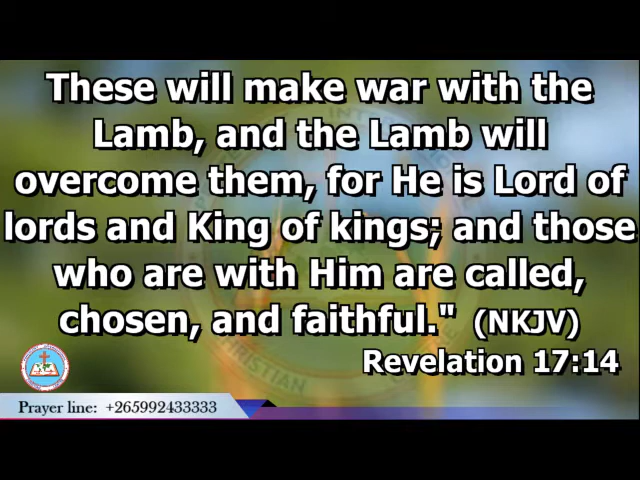 These will make war with the
Lamb, and the Lamb will
overcome them, for He is Lord of
lords and King of kings; and those
who are with Him are called,
chosen, and faithful." (NKJV)
Revelation 17:14
CHRISTIAN
Prayer line: +265992433333